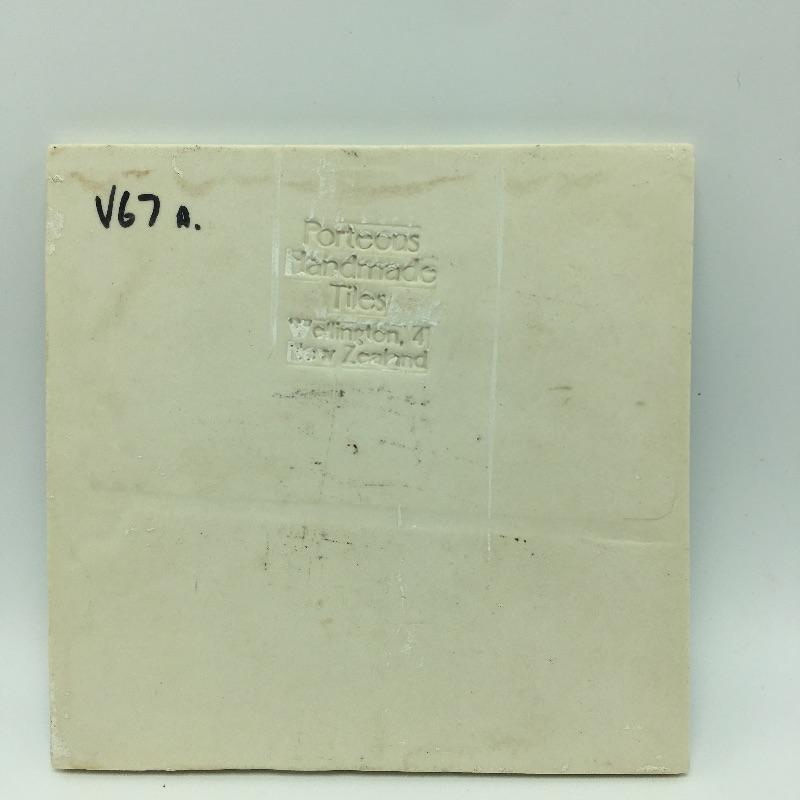 V67 A.
Porteous
Handmade
Tiles
Wellington, 4
New Zealand